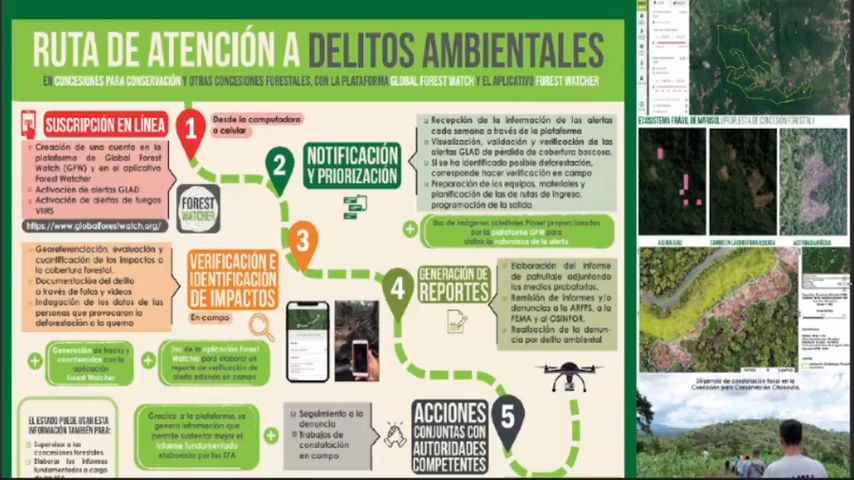 RUTA DE ATENCIÓN A DELITOS AMBIENTALES
EN CONCESIONES PARA CONSERVACIÓN Y OTRAS CONCESIONES FORESTALES, CON LA PLATAFORMA GLOBAL FOREST WATCH Y EL APLICATIVO FOREST WATCHER
SUSCRIPCIÓN EN LÍNEA
Creación de una cuenta en la
plataforma de Global Forest
Watch (GFW) y en el aplicativo
Forest Watcher
Activación de alertas GLAD
Activación de alertas de fuegos
VIIRS
https://www.globalforestwatch.org/
1
Desde la computadora
o celular
FOREST
WATCHER
2
NOTIFICACIÓN
Y PRIORIZACIÓN
Recepción de la información de las alertas
cada semana a través de la plataforma
Visualización, validación y verificación de las
alertas GLAD de pérdida de cobertura boscosa.
Si se ha identificado posible deforestación,
corresponde hacer verificación en campo
Preparación de los equipos, materiales y
planificación de las rutas de ingreso,
programación de la salida
Uso de imágenes satelitales Planet proporcionadas
por la plataforma GFW para
definir la naturaleza de la alerta
3
VERIFICACIÓN E
IDENTIFICACIÓN
DE IMPACTOS
En campo
Georeferenciación, evaluación y
cuantificación de los impactos a
la cobertura forestal.
Documentación del delito
a través de fotos y videos
Indagación de los datos de las
personas que provocaron la
deforestación o la quema
Generación de tracks y
coordenadas con la
aplicación
Forest Watcher
Uso de la aplicación Forest
Watcher para elaborar un
reporte de verificación de
alerta estando en campo
4
GENERACIÓN DE
REPORTES
Elaboración del informe
de patrullaje adjuntando
los medios probatorios.
Remisión de informes y/o
denuncias a la ARFFS, a la
FEMA y al OSINFOR.
Realización de la denun-
cia por delito ambiental
5
ACCIONES
CONJUNTAS CON
AUTORIDADES
COMPETENTES
Seguimiento a la
denuncia
Trabajos de
constatación
en campo
Gracias a la plataforma, se
genera información que
permite sustentar mejor el
informe fundamentado
elaborado por las EFA
EL ESTADO PUEDE USAR ESTA
INFORMACIÓN TAMBIÉN PARA:
Supervisar a las
concesiones forestales
Elaborar los informes
fundamentados a cargo
ECOSISTEMA FRÁGIL DE MARISOL (PROPUESTA DE CONCESIÓN FORESTAL)
Diligencia de constatación fiscal en la